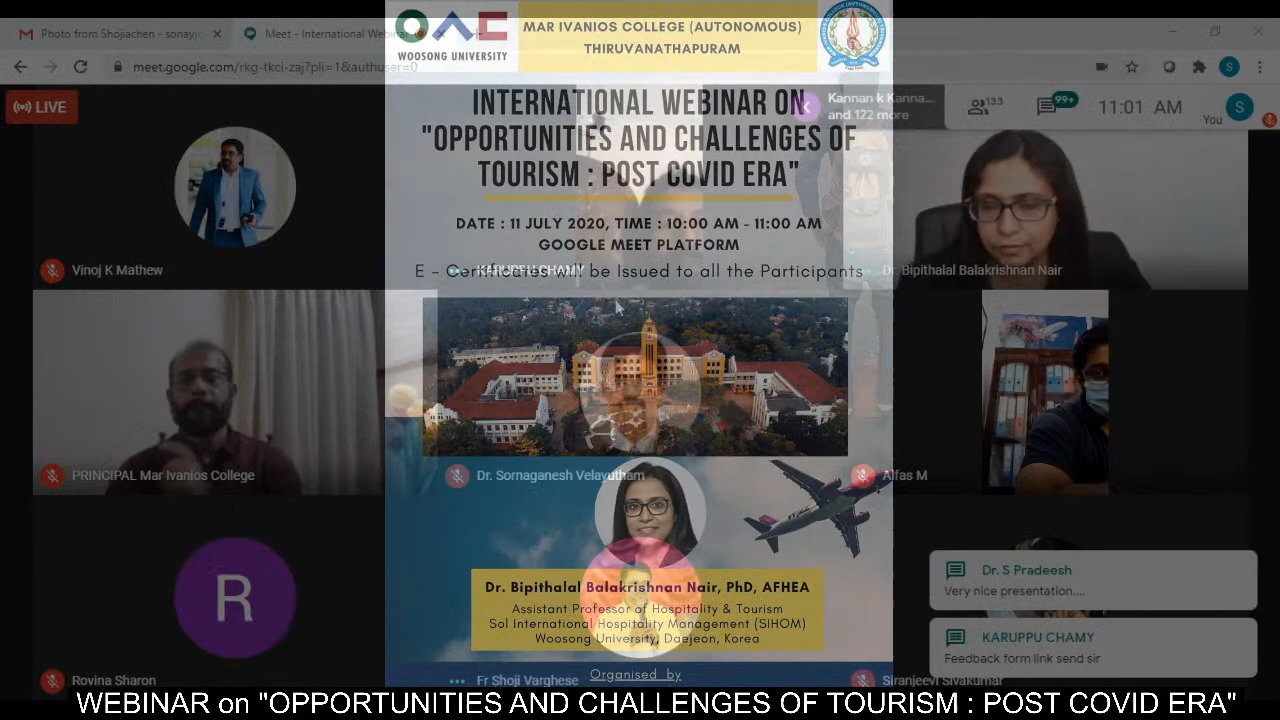 Photo from Shojiachen - sonayj
Meet - International Webinar
meet.google.com/rkg-tkci-zaj?pli=1&authuser=0
LIVE
WOOSONG UNIVERSITY
MAR IVANIOS COLLEGE (AUTONOMOUS)
THIRUVANATHAPURAM
Kannan k Kanna...
and 122 more
133
99+
11:01 AM
You
S
S
INTERNATIONAL WEBINAR ON
"OPPORTUNITIES AND CHALLENGES OF
TOURISM : POST COVID ERA"
DATE : 11 JULY 2020, TIME : 10:00 AM - 11:00 AM
GOOGLE MEET PLATFORM
E - Certificates will be Issued to all the Participants
Vinoj K Mathew
KARUPPU CHAMY
Dr. Bipithalal Balakrishnan Nair
PRINCIPAL Mar Ivanios College
Dr. Sornaganesh Velayutham
Alfas M
Dr. Bipithalal Balakrishnan Nair, PhD, AFHEA
Assistant Professor of Hospitality & Tourism
Sol International Hospitality Management (SIHOM)
Woosong University, Daejeon, Korea
Organised by
R
Rovina Sharon
Fr Shoji Varghese
Siranjeevi Sivakumar
Dr. S Pradeesh
Very nice presentation....
KARUPPU CHAMY
Feedback form link send sir
WEBINAR on "OPPORTUNITIES AND CHALLENGES OF TOURISM : POST COVID ERA"